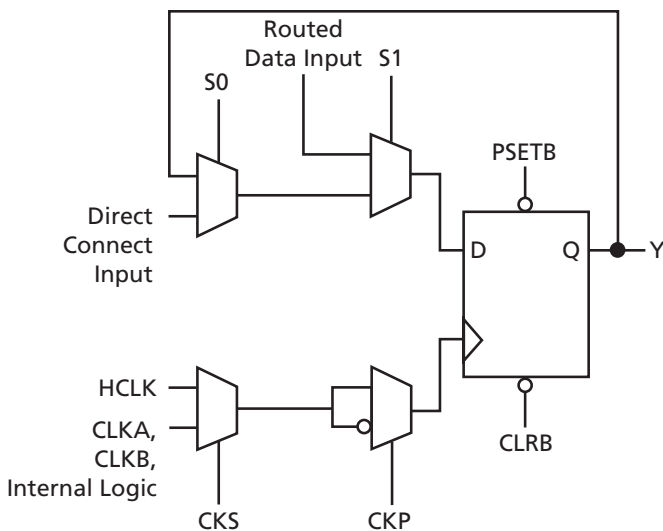 Routed
Data Input
S1
S0
PSETB
Direct
Connect
Input
D
Q
Y
HCLK
CLKA,
CLKB,
Internal Logic
CLRB
CKS
CKP